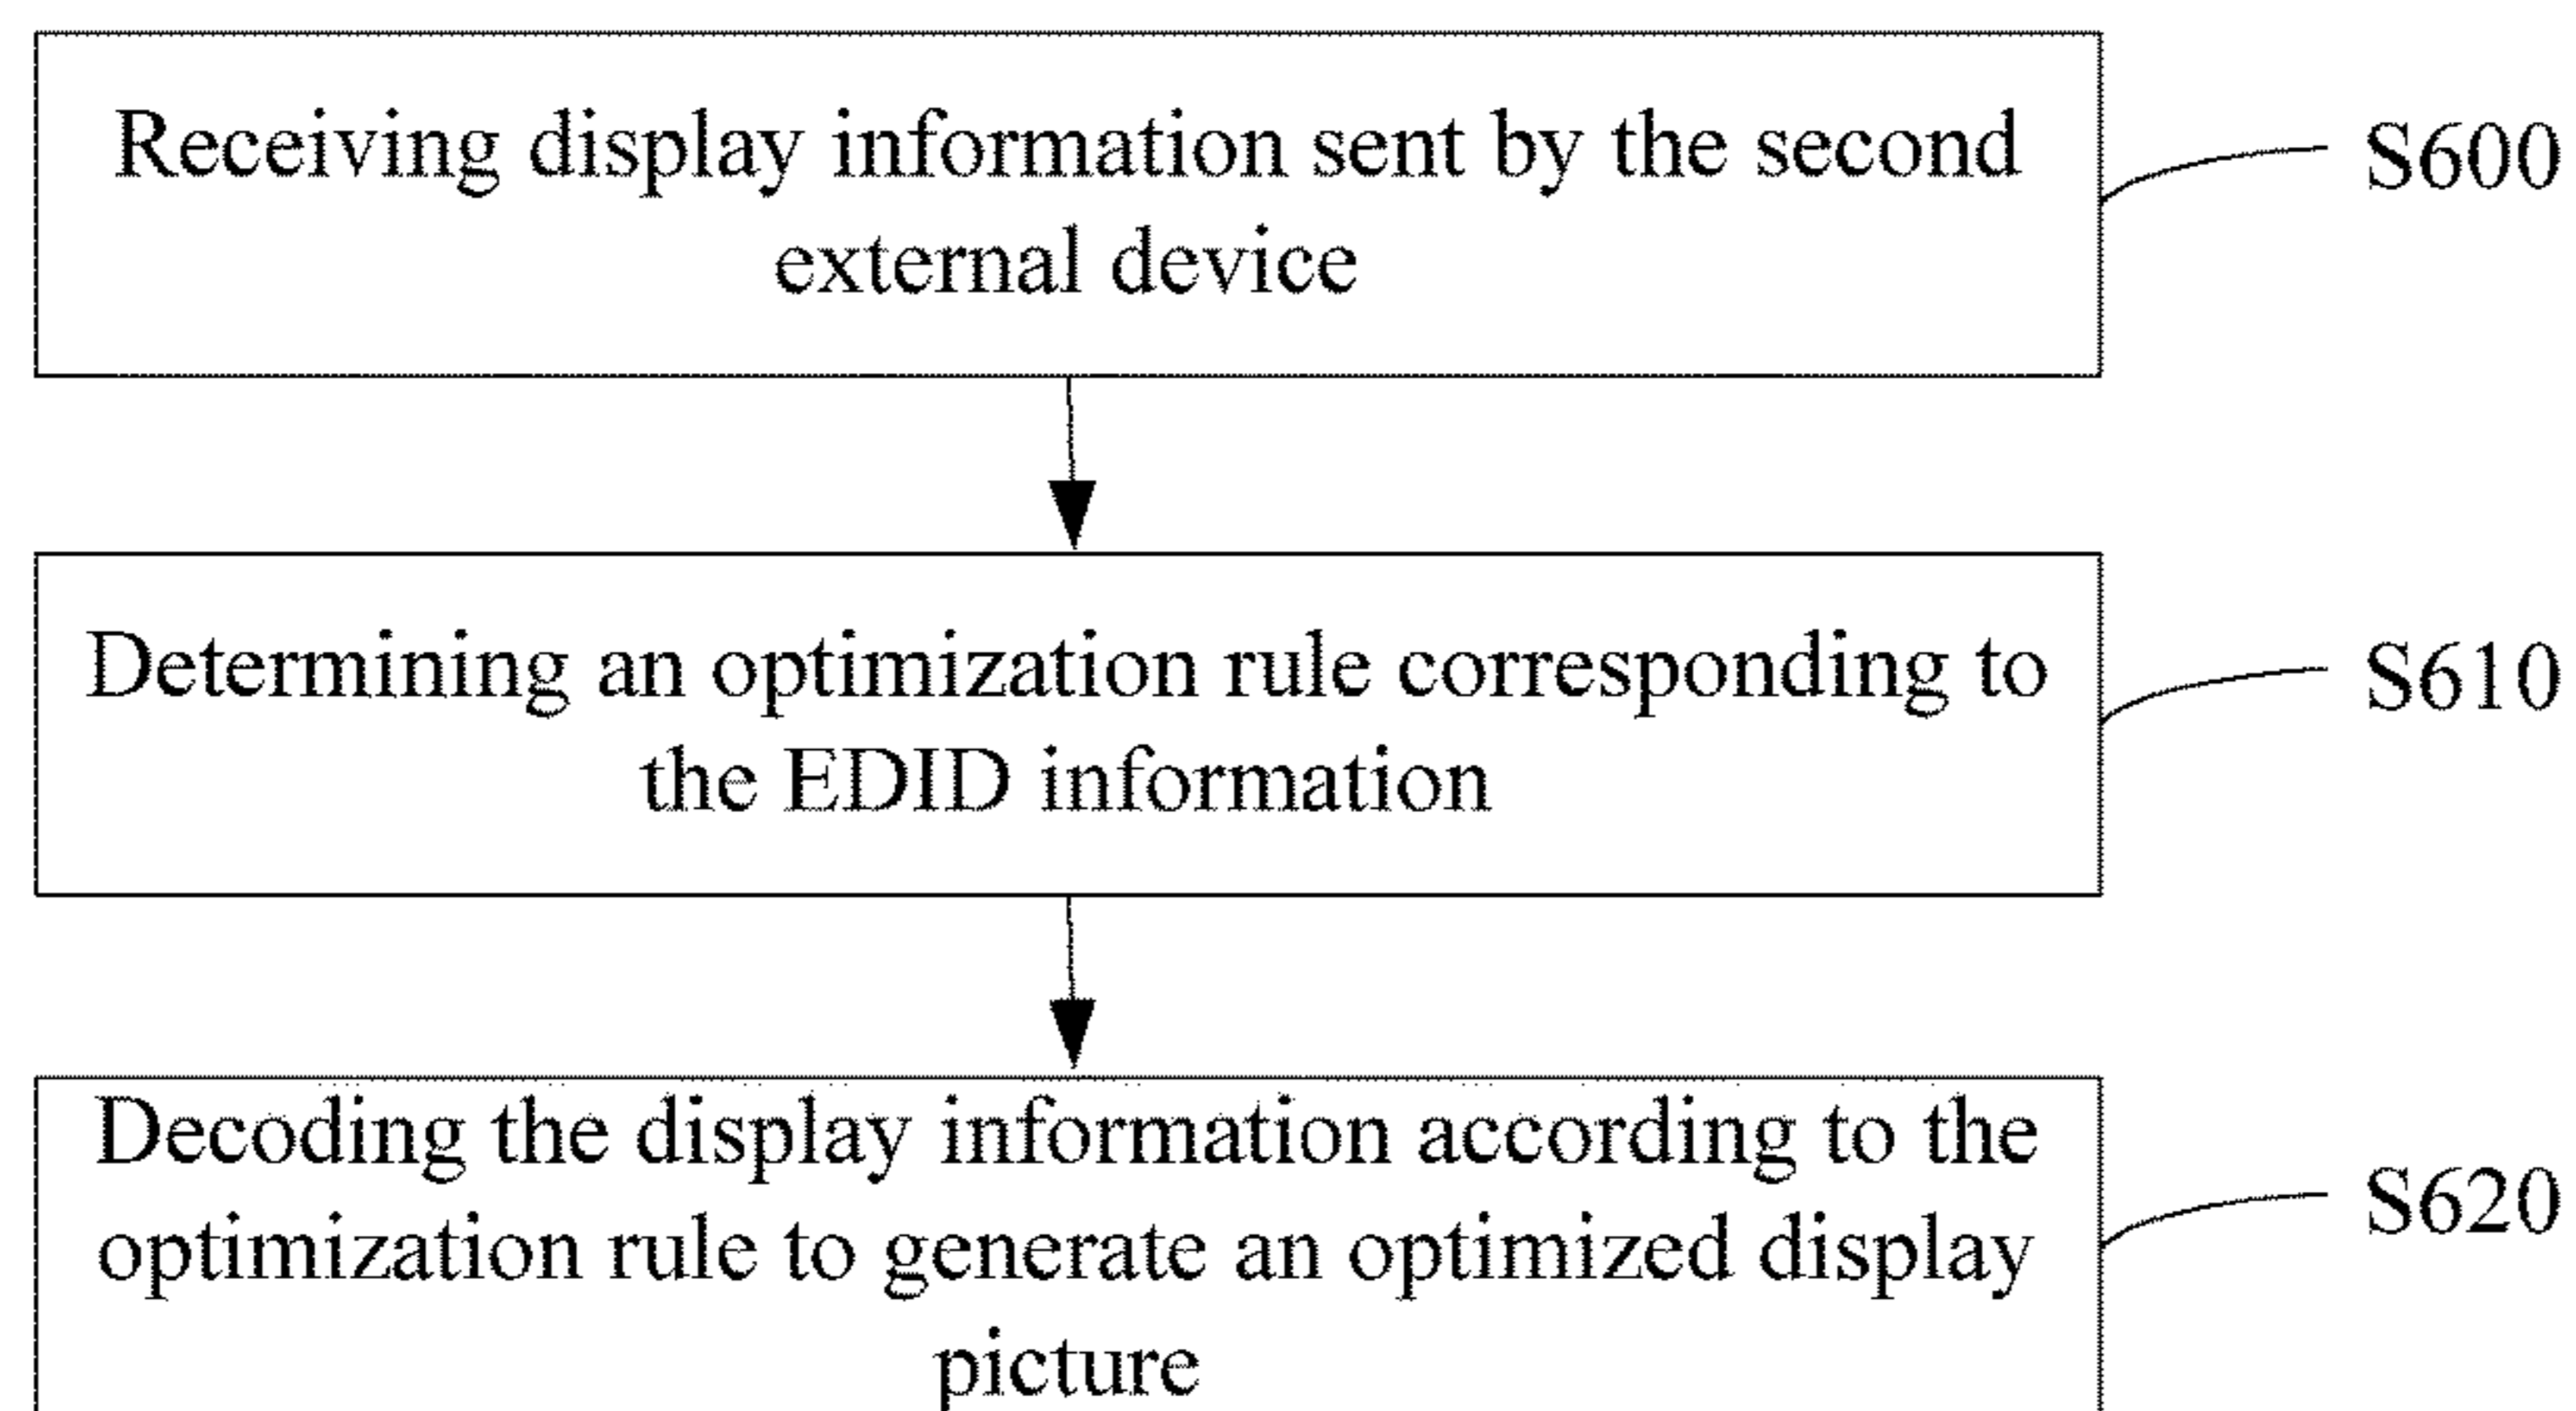 Receiving display information sent by the second
external device
S600
Determining an optimization rule corresponding to
the EDID information
S610
Decoding the display information according to the
optimization rule to generate an optimized display
picture
S620